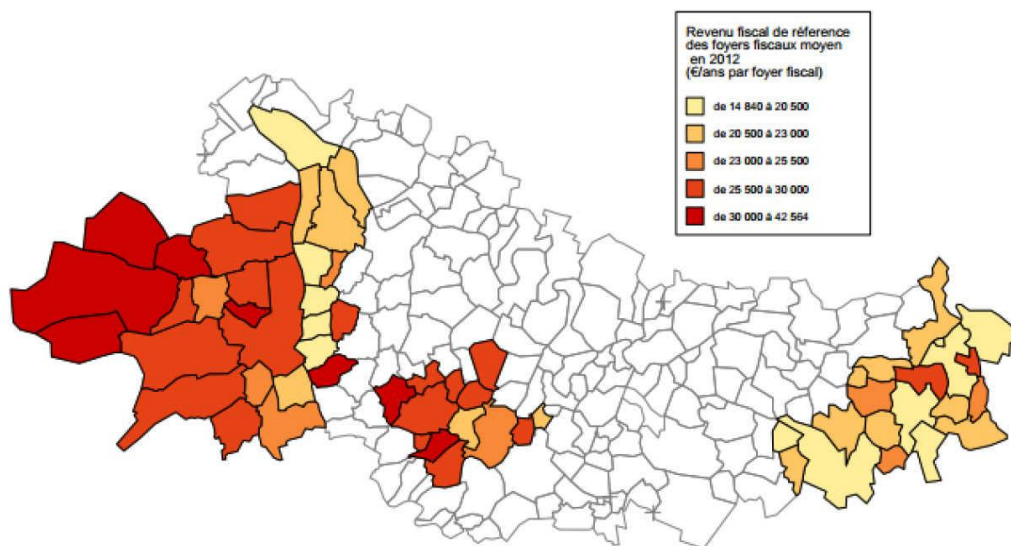 Revenu fiscal de réference
des foyers fiscaux moyen
en 2012
(€/ans par foyer fiscal)
de 14 840 à 20 500
de 20 500 à 23 000
de 23 000 à 25 500
de 25 500 à 30 000
de 30 000 à 42 564